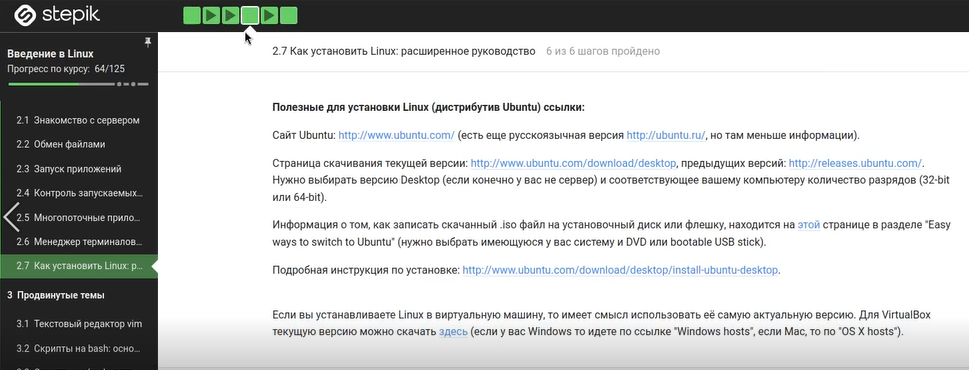 stepik
Введение в Linux
Прогресс по курсу: 64/125
2.1 Знакомство с сервером
2.2 Обмен файлами
2.3 Запуск приложений
2.4 Контроль запускаемых...
2.5 Многопоточные прило...
2.6 Менеджер терминалов...
2.7 Как установить Linux: р...
3 Продвинутые темы
3.1 Текстовый редактор vim
3.2 Скрипты на bash: осно...
2.7 Как установить Linux: расширенное руководство 6 из 6 шагов пройдено
Полезные для установки Linux (дистрибутив Ubuntu) ссылки:
Сайт Ubuntu: http://www.ubuntu.com/ (есть еще русскоязычная версия http://ubuntu.ru/, но там меньше информации).
Страница скачивания текущей версии: http://www.ubuntu.com/download/desktop, предыдущих версий: http://releases.ubuntu.com/.
Нужно выбирать версию Desktop (если конечно у вас не сервер) и соответствующее вашему компьютеру количество разрядов (32-bit
или 64-bit).
Информация о том, как записать скачанный .iso файл на установочный диск или флешку, находится на этой странице в разделе "Easy
ways to switch to Ubuntu" (нужно выбрать имеющуюся у вас систему и DVD или bootable USB stick).
Подробная инструкция по установке: http://www.ubuntu.com/download/desktop/install-ubuntu-desktop.
Если вы устанавливаете Linux в виртуальную машину, то имеет смысл использовать её самую актуальную версию. Для VirtualBox
текущую версию можно скачать здесь (если у вас Windows то идете по ссылке "Windows hosts", если Mac, то по "OS X hosts").